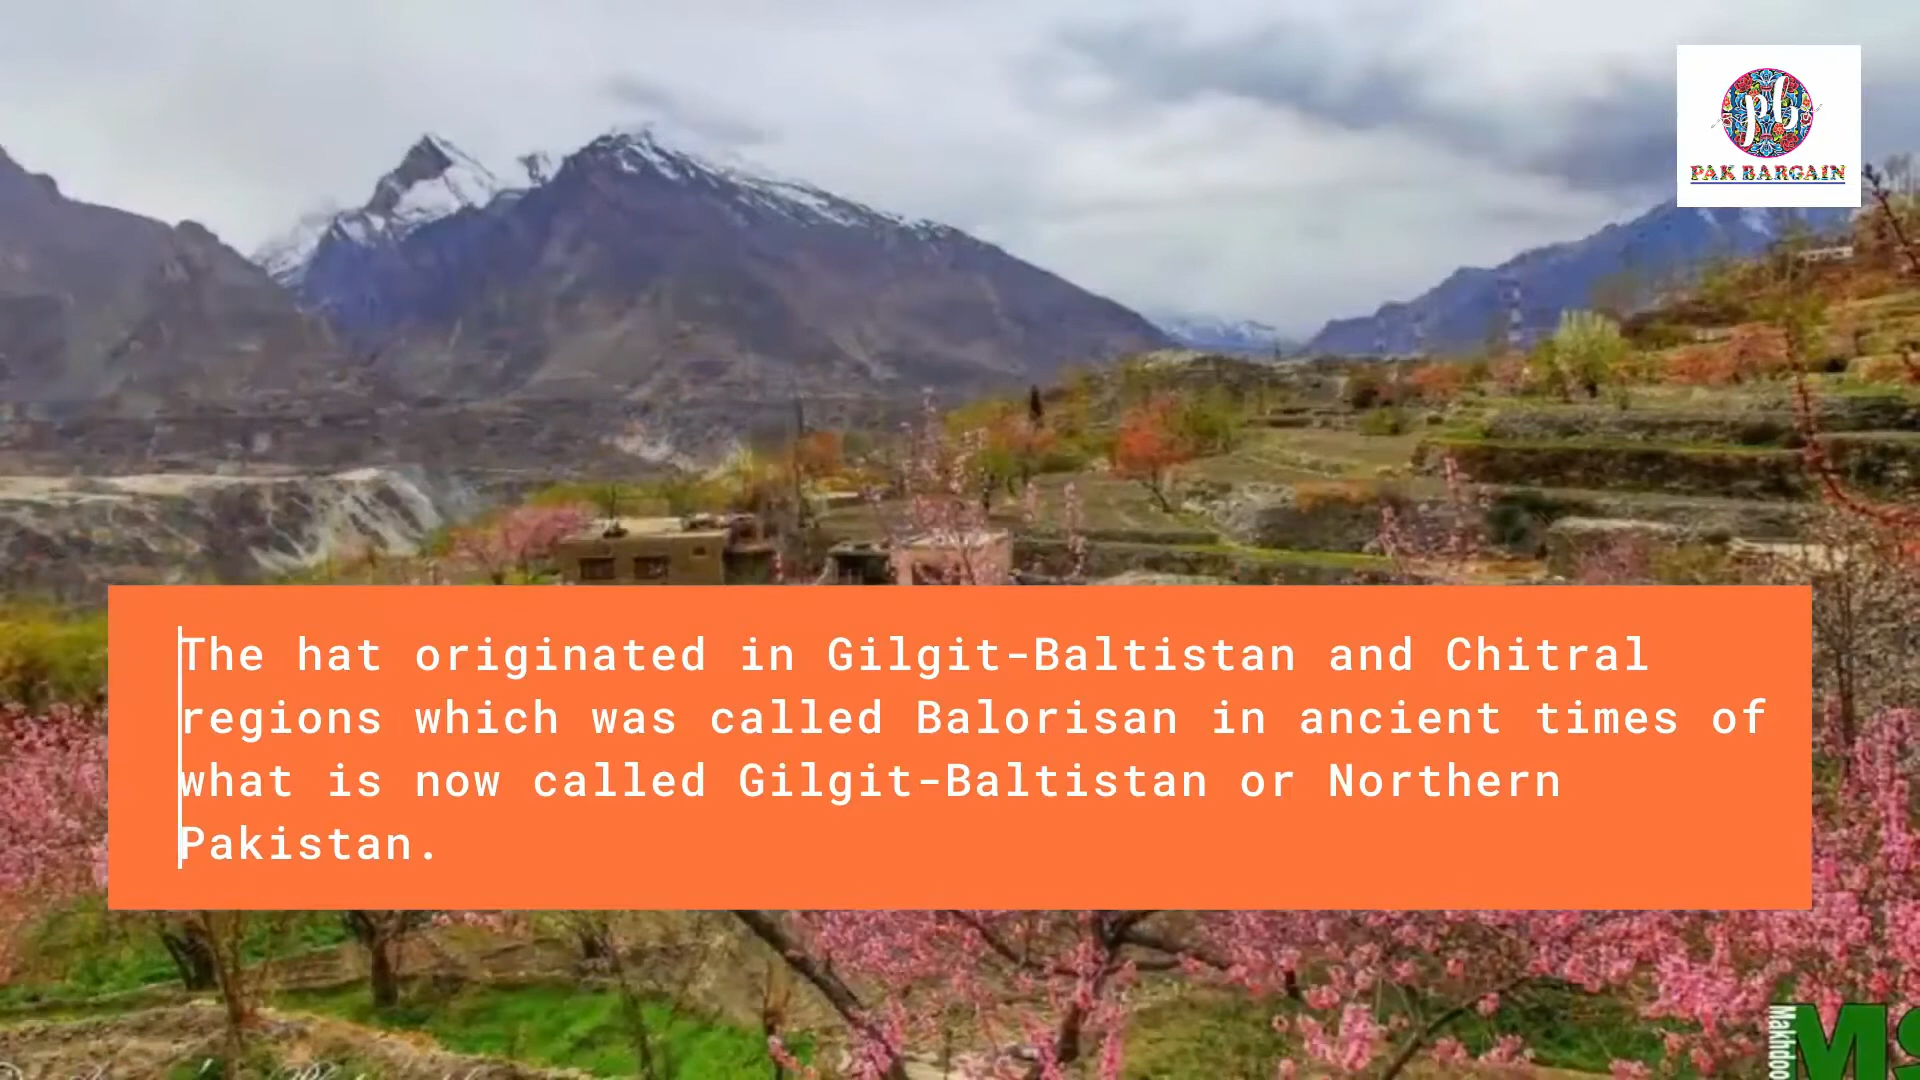 pb
PAK BARGAIN
The hat originated in Gilgit-Baltistan and Chitral
regions which was called Balorisan in ancient times of
what is now called Gilgit-Baltistan or Northern
Pakistan.